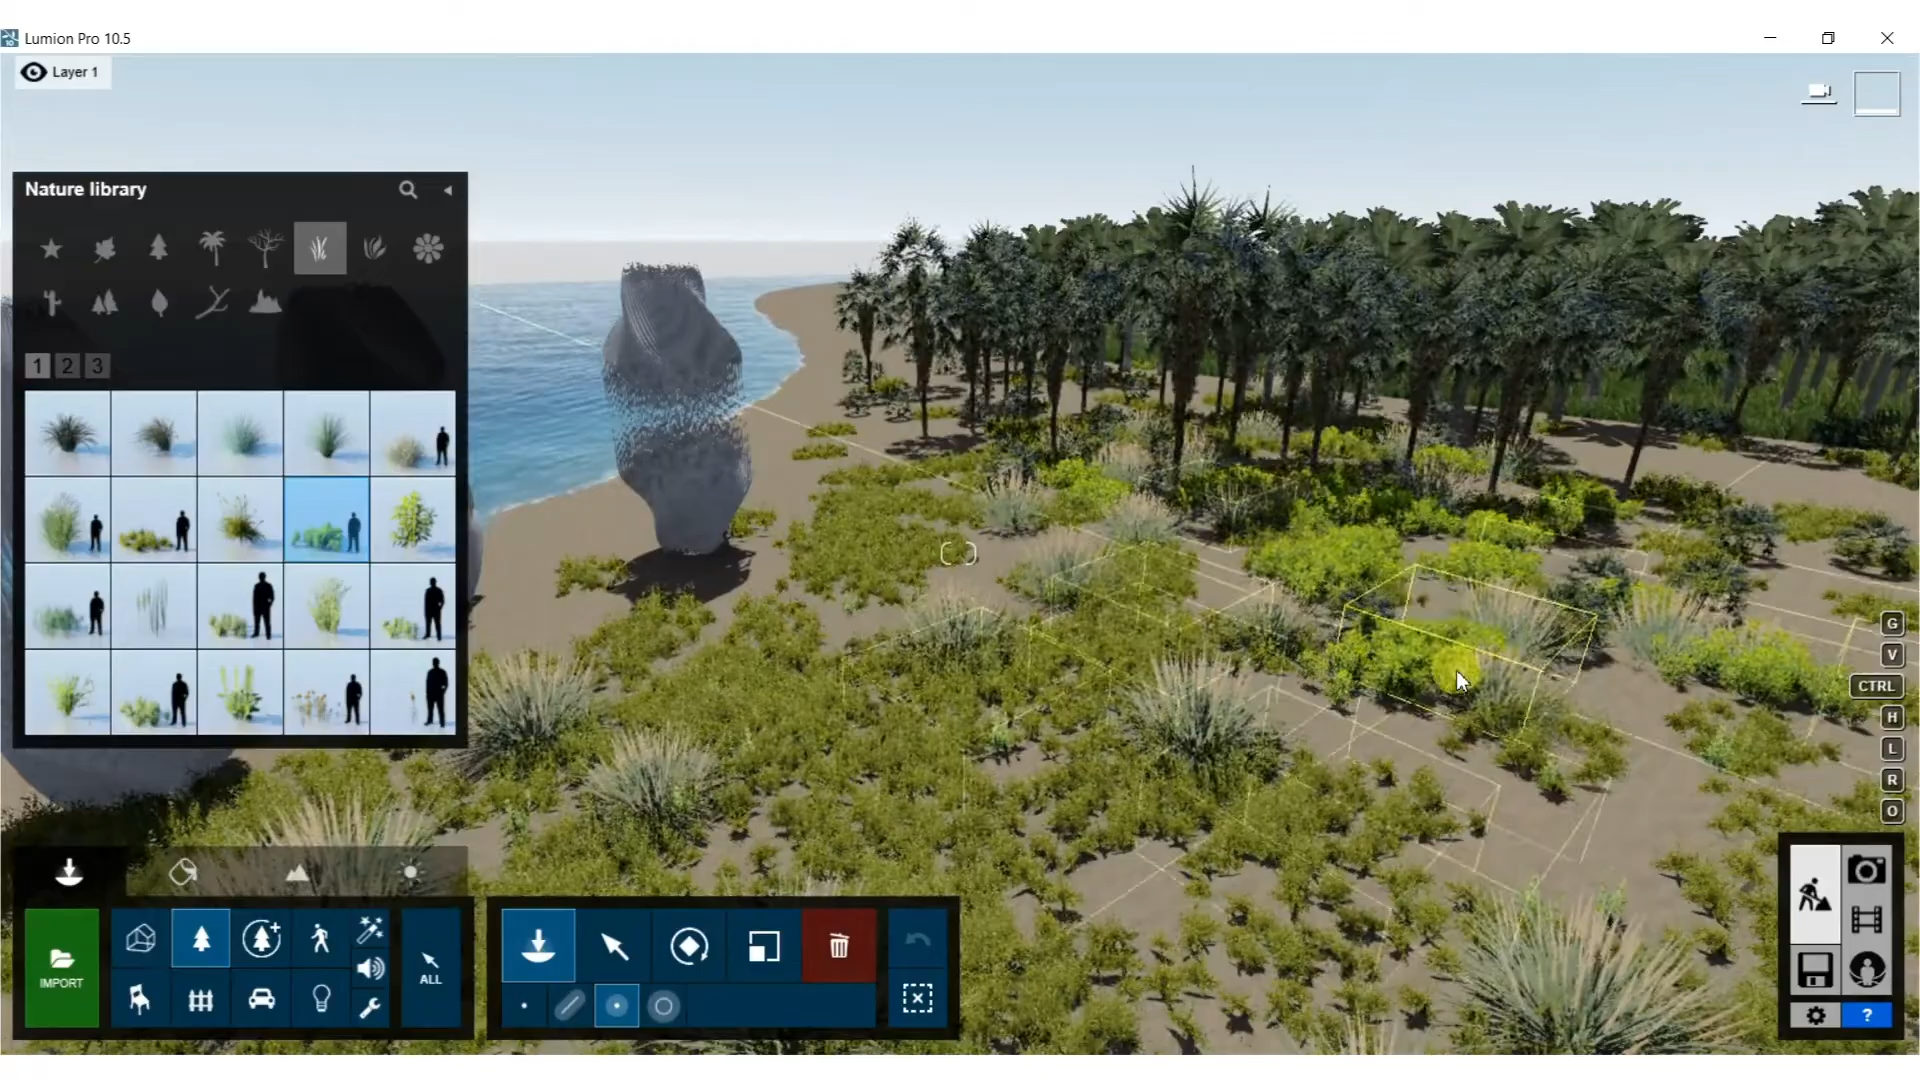 Lumion Pro 10.5
Layer 1
Nature library
1 2 3
G
V
CTRL
H
L
R
O
IMPORT
ALL
?